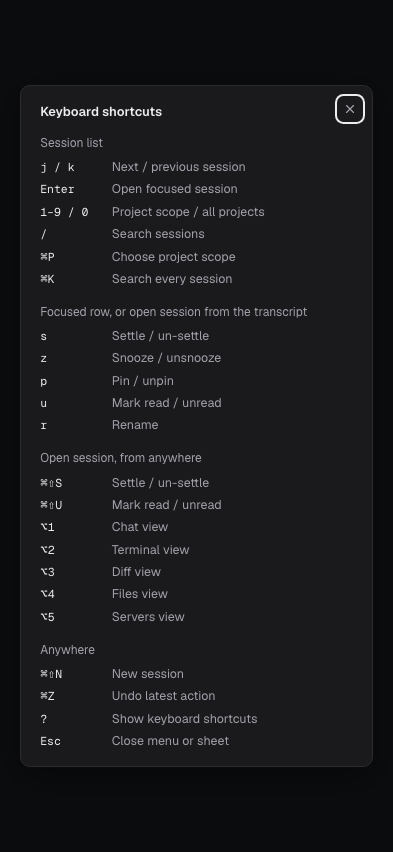 Keyboard shortcuts
Session list
j / k Next / previous session
Enter Open focused session
1–9 / 0 Project scope / all projects
/ Search sessions
⌘P Choose project scope
⌘K Search every session
Focused row, or open session from the transcript
s Settle / un-settle
z Snooze / unsnooze
p Pin / unpin
u Mark read / unread
r Rename
Open session, from anywhere
⌘⇧S Settle / un-settle
⌘⇧U Mark read / unread
⌥1 Chat view
⌥2 Terminal view
⌥3 Diff view
⌥4 Files view
⌥5 Servers view
Anywhere
⌘⇧N New session
⌘Z Undo latest action
? Show keyboard shortcuts
Esc Close menu or sheet